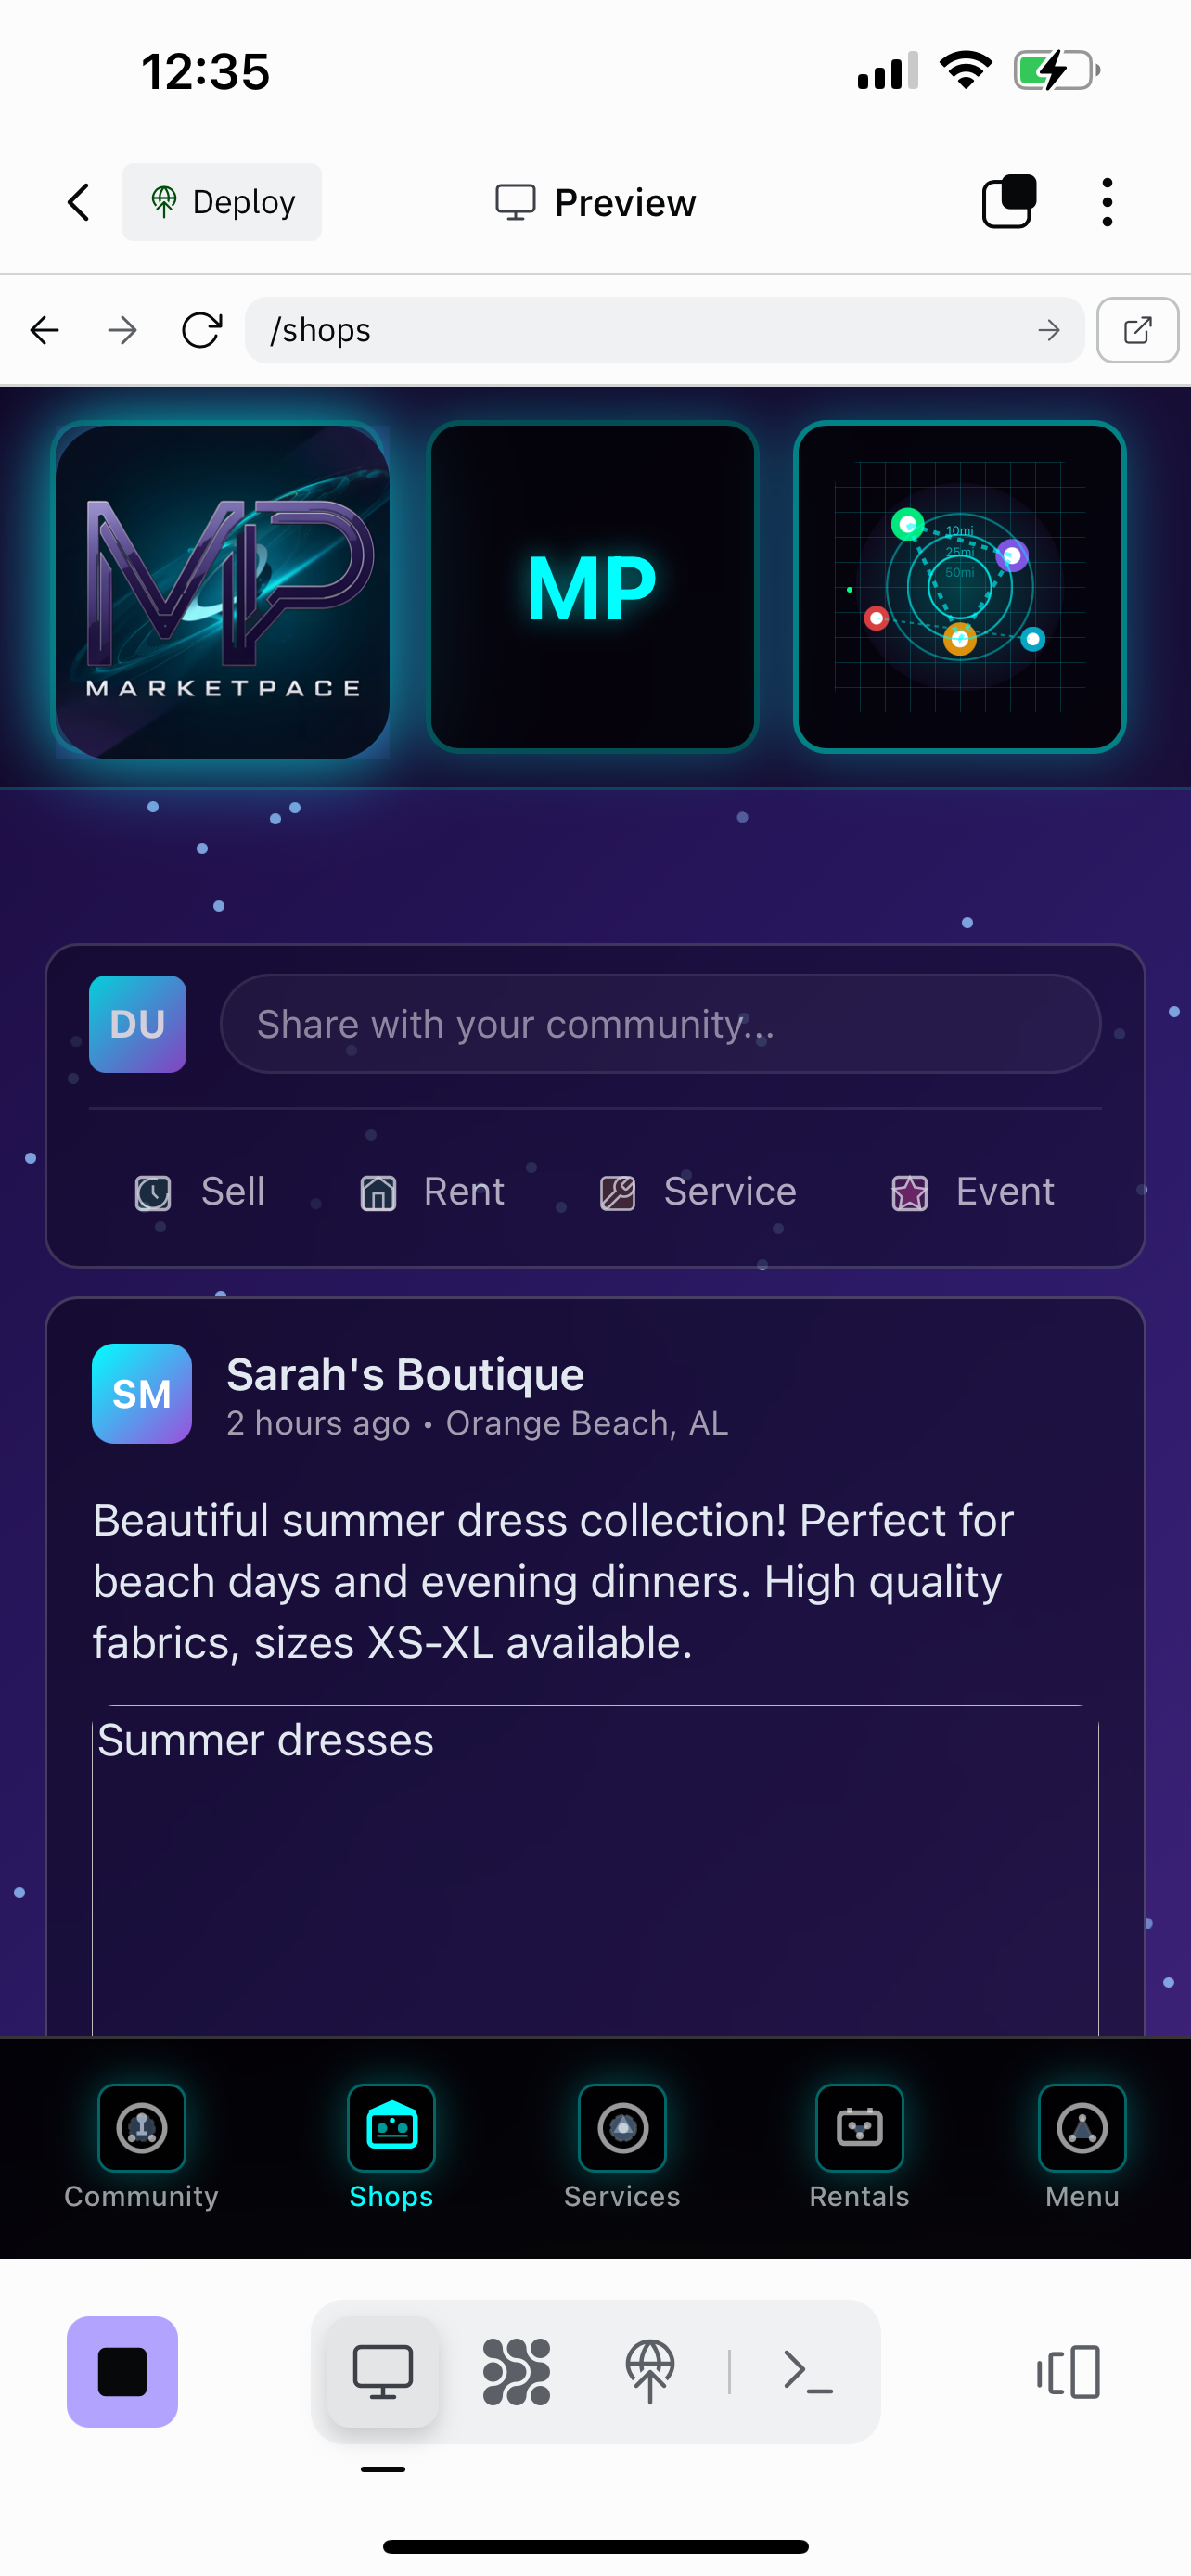 12:35
Deploy
Preview
/shops
MP
MARKETPACE
MP
10mi
25mi
50mi
DU
Share with your community...
Sell
Rent
Service
Event
SM
Sarah's Boutique
2 hours ago • Orange Beach, AL
Beautiful summer dress collection! Perfect for
beach days and evening dinners. High quality
fabrics, sizes XS-XL available.
Summer dresses
Community
Shops
Services
Rentals
Menu